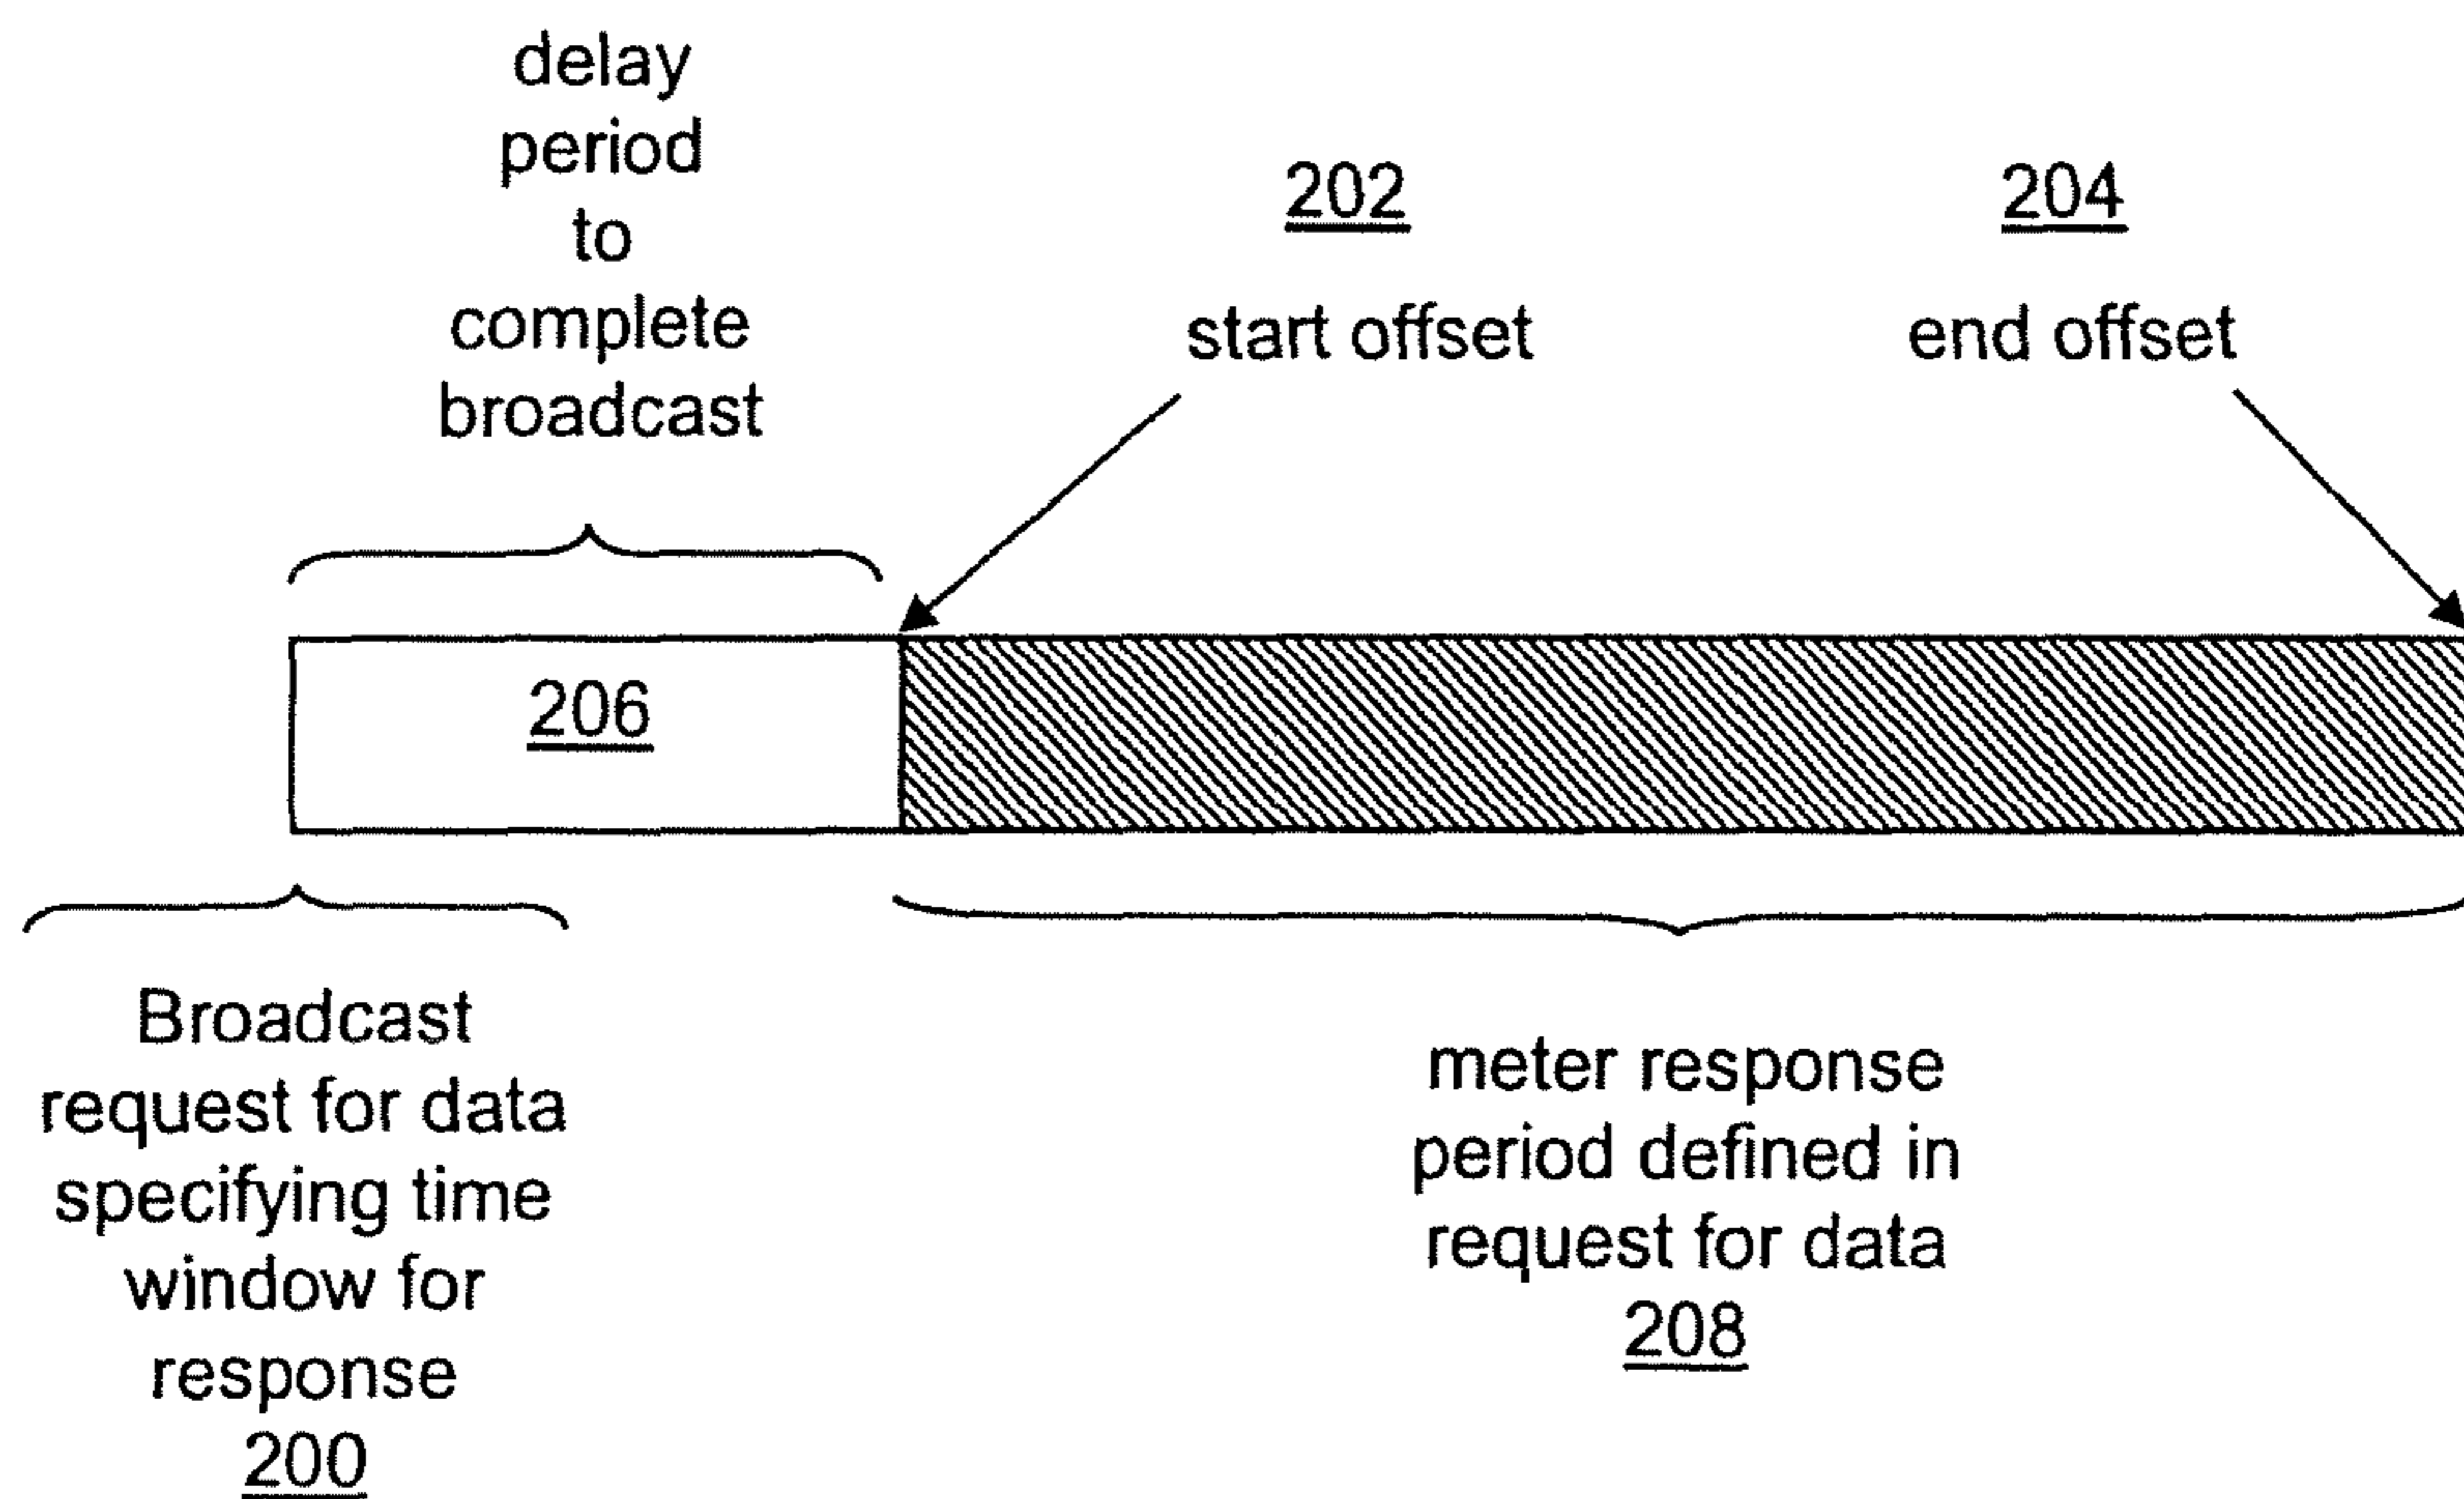 delay
period
to
complete
broadcast
202
start offset
204
end offset
206
Broadcast
request for data
specifying time
window for
response
200
meter response
period defined in
request for data
208